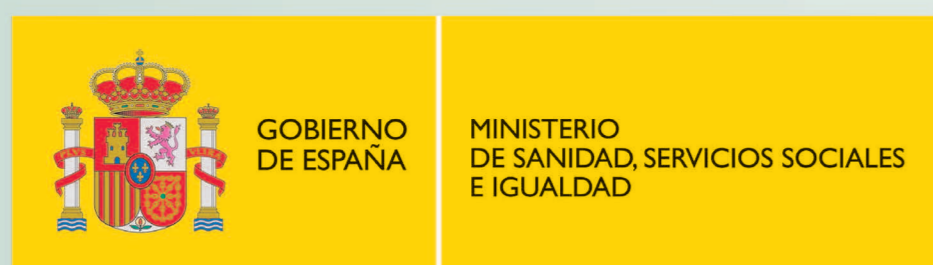 GOBIERNO
DE ESPAÑA
MINISTERIO
DE SANIDAD, SERVICIOS SOCIALES
E IGUALDAD